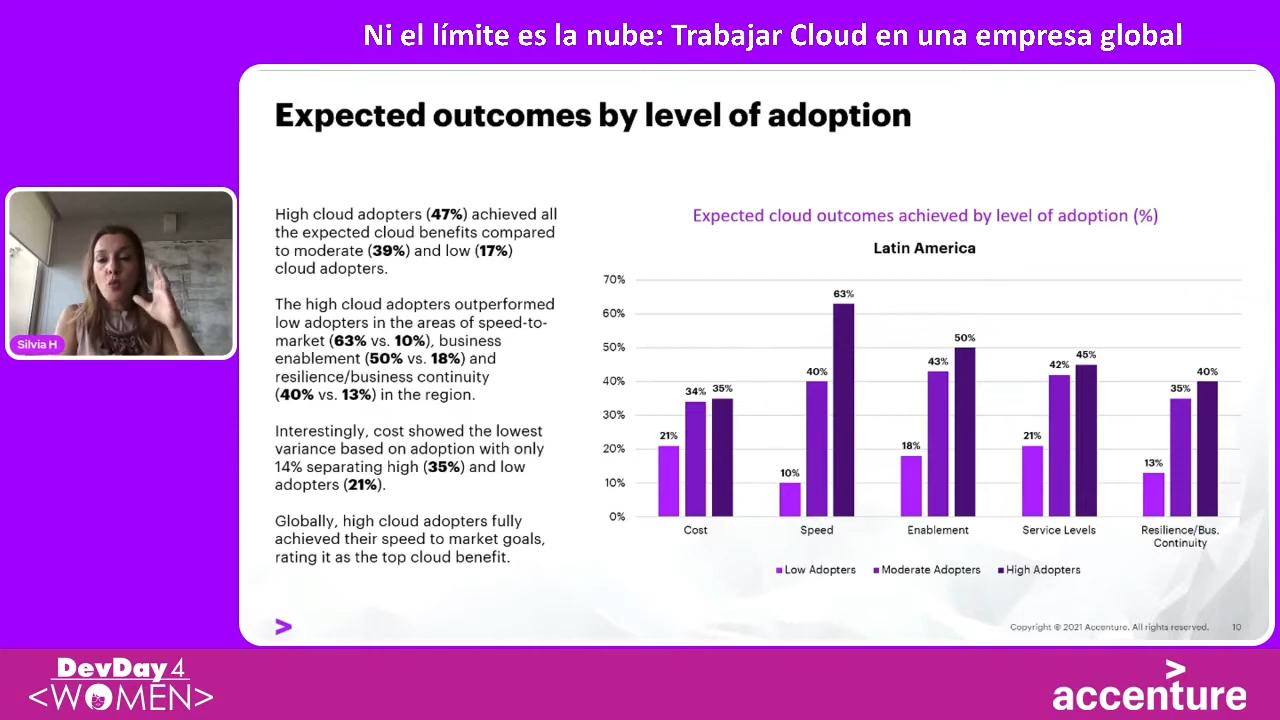 Ni el límite es la nube: Trabajar Cloud en una empresa global
Expected outcomes by level of adoption
High cloud adopters (47%) achieved all
the expected cloud benefits compared
to moderate (39%) and low (17%)
cloud adopters.
The high cloud adopters outperformed
low adopters in the areas of speed-to-
market (63% vs. 10%), business
enablement (50% vs. 18%) and
resilience/business continuity
(40% vs. 13%) in the region.
Interestingly, cost showed the lowest
variance based on adoption with only
14% separating high (35%) and low
adopters (21%).
Globally, high cloud adopters fully
achieved their speed to market goals,
rating it as the top cloud benefit.
Expected cloud outcomes achieved by level of adoption (%)
Latin America
70%
60%
50%
40%
30%
20%
10%
0%
21% 34% 35%
10% 40% 63%
18% 43% 50%
21% 42% 45%
13% 35% 40%
Cost
Speed
Enablement
Service Levels
Resilience/Bus.
Continuity
Low Adopters
Moderate Adopters
High Adopters
Silvia H
>
Copyright © 2021 Accenture. All rights reserved. 10
DevDay4
<WOMEN>
>
accenture